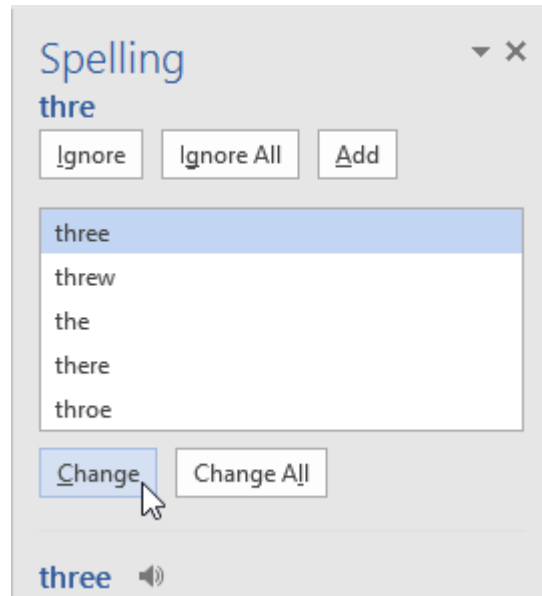 Spelling
thre
Ignore Ignore All Add
three
threw
the
there
throe
Change Change All
three